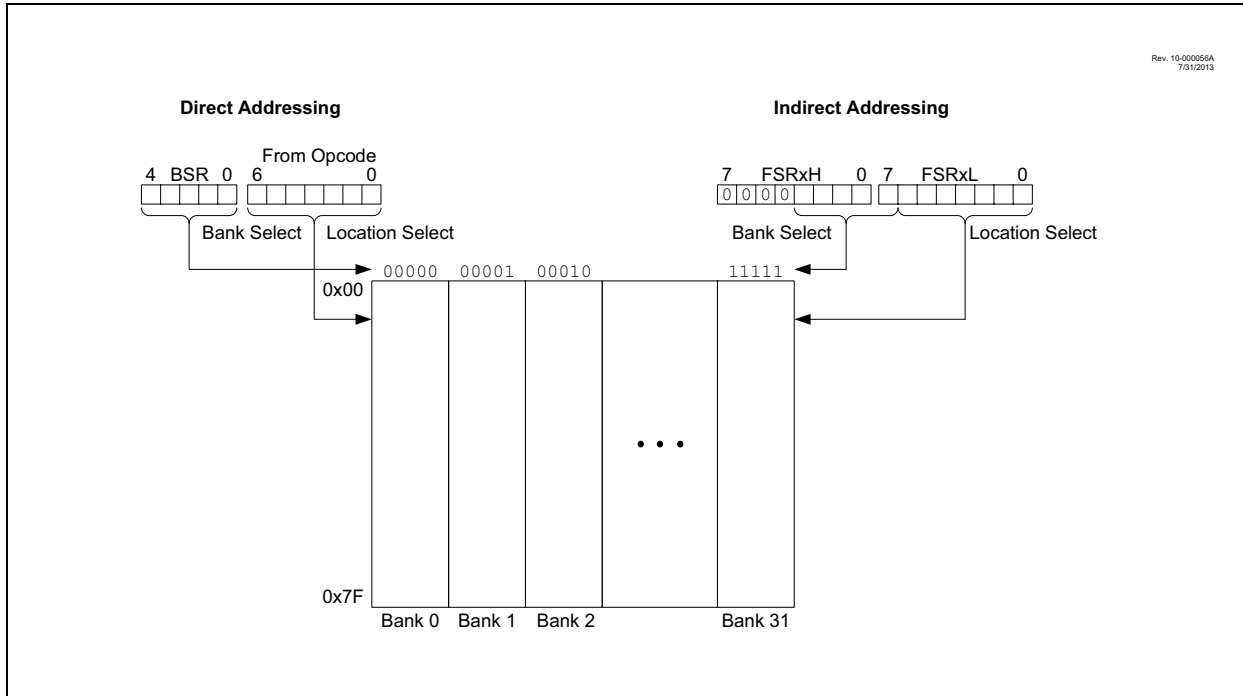 Rev. 10-000056A
7/31/2013
Direct Addressing
Indirect Addressing
From Opcode
4 BSR 0 6 0
7 FSRxH 0 7 FSRxL 0
0 0 0 0
Bank Select Location Select
Bank Select Location Select
00000 00001 00010 11111
0x00
• • •
0x7F
Bank 0 Bank 1 Bank 2 Bank 31